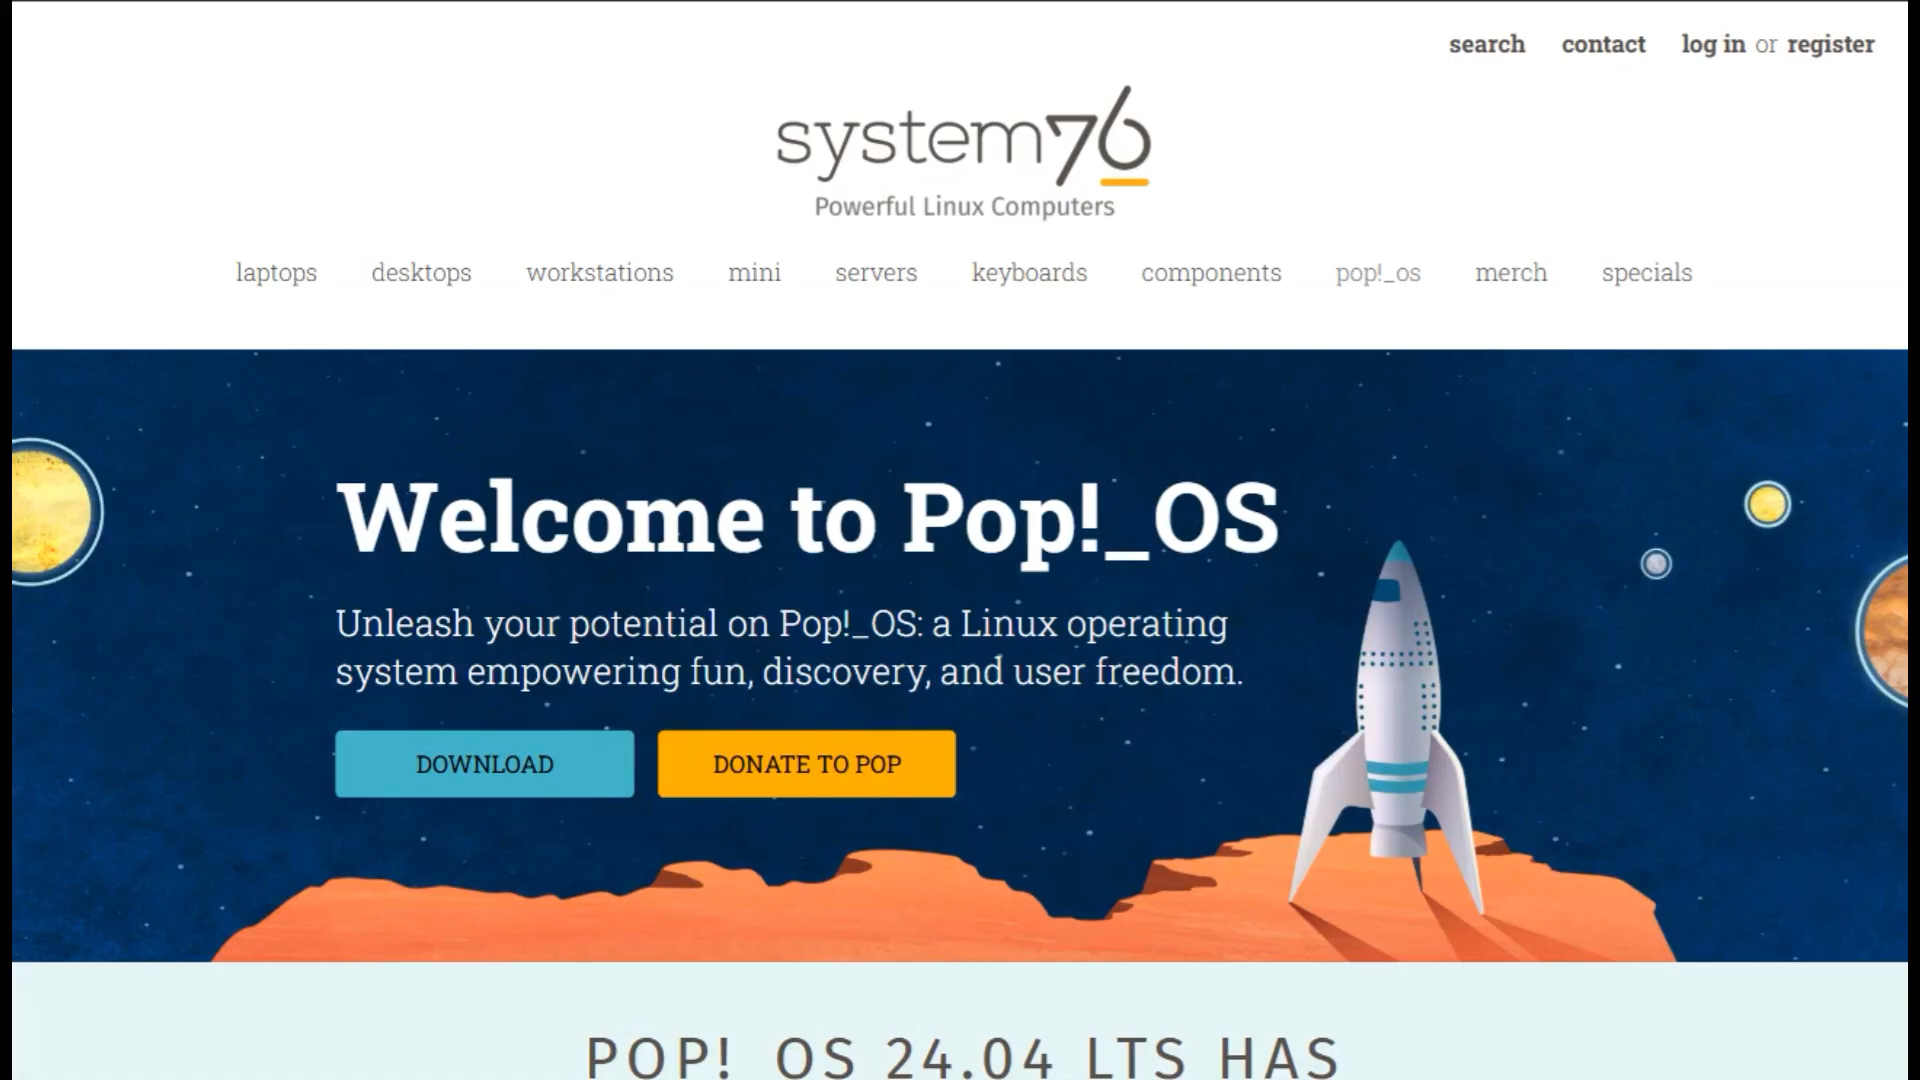 search contact log in or register
system76
Powerful Linux Computers
laptops desktops workstations mini servers keyboards components pop!_os merch specials
Welcome to Pop!_OS
Unleash your potential on Pop!_OS: a Linux operating
system empowering fun, discovery, and user freedom.
DOWNLOAD DONATE TO POP
POP!_OS 24.04 LTS HAS